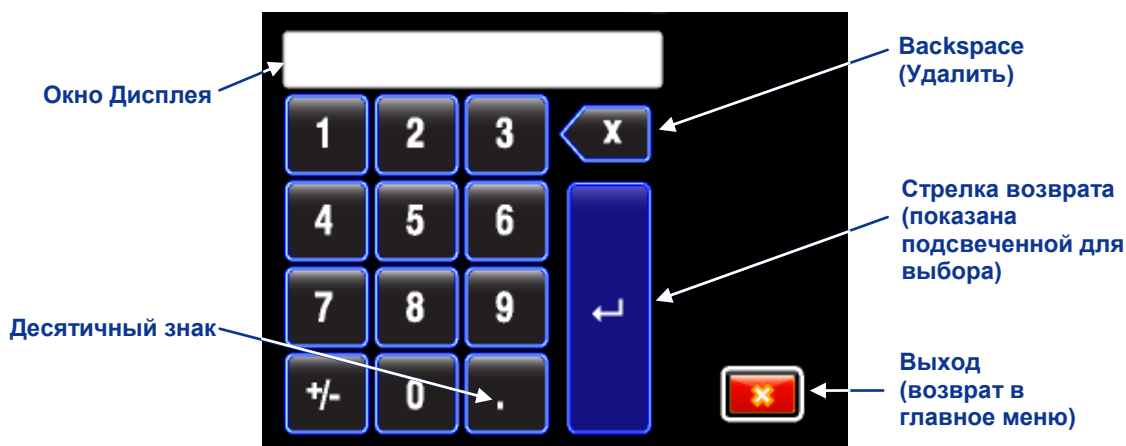 Backspace
(Удалить)
Окно Дисплея
1 2 3 X
4 5 6
Стрелка возврата
(показана
подсвеченной для
выбора)
7 8 9 ↵
Десятичный знак
+/- 0 .
Выход
(возврат в
главное меню)